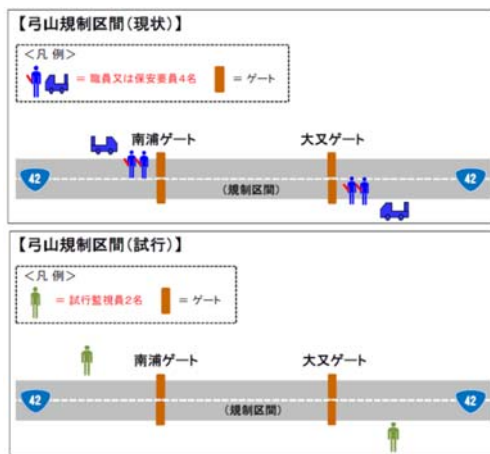 【弓山規制区間(現状)】
<凡 例>
= 職員又は保安要員4名
= ゲート
南浦ゲート
大又ゲート
42
(規制区間)
42
【弓山規制区間(試行)】
<凡 例>
= 試行監視員2名
= ゲート
南浦ゲート
大又ゲート
42
(規制区間)
42